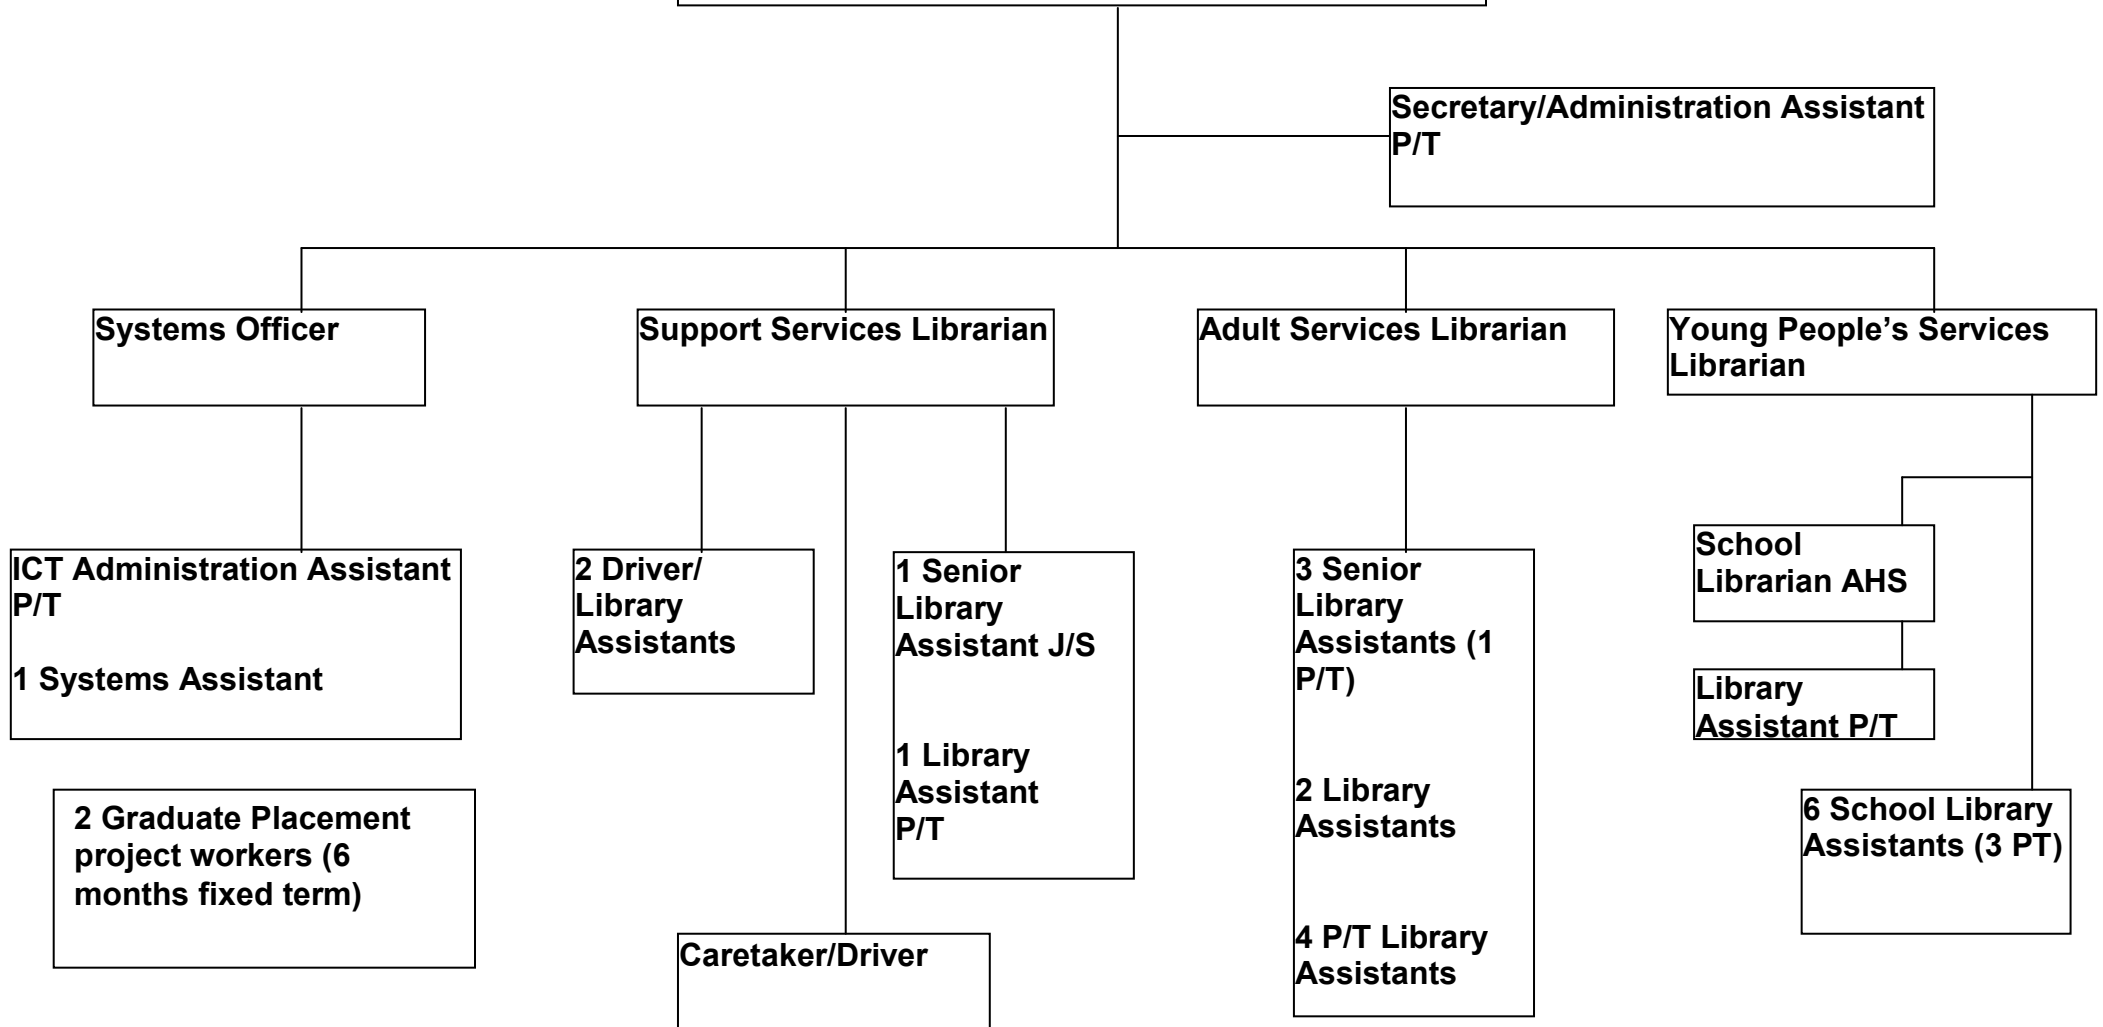 Secretary/Administration Assistant
P/T
Systems Officer
Support Services Librarian
Adult Services Librarian
Young People’s Services
Librarian
ICT Administration Assistant
P/T
1 Systems Assistant
2 Graduate Placement
project workers (6
months fixed term)
2 Driver/
Library
Assistants
1 Senior
Library
Assistant J/S
1 Library
Assistant
P/T
Caretaker/Driver
3 Senior
Library
Assistants (1
P/T)
2 Library
Assistants
4 P/T Library
Assistants
School
Librarian AHS
Library
Assistant P/T
6 School Library
Assistants (3 PT)